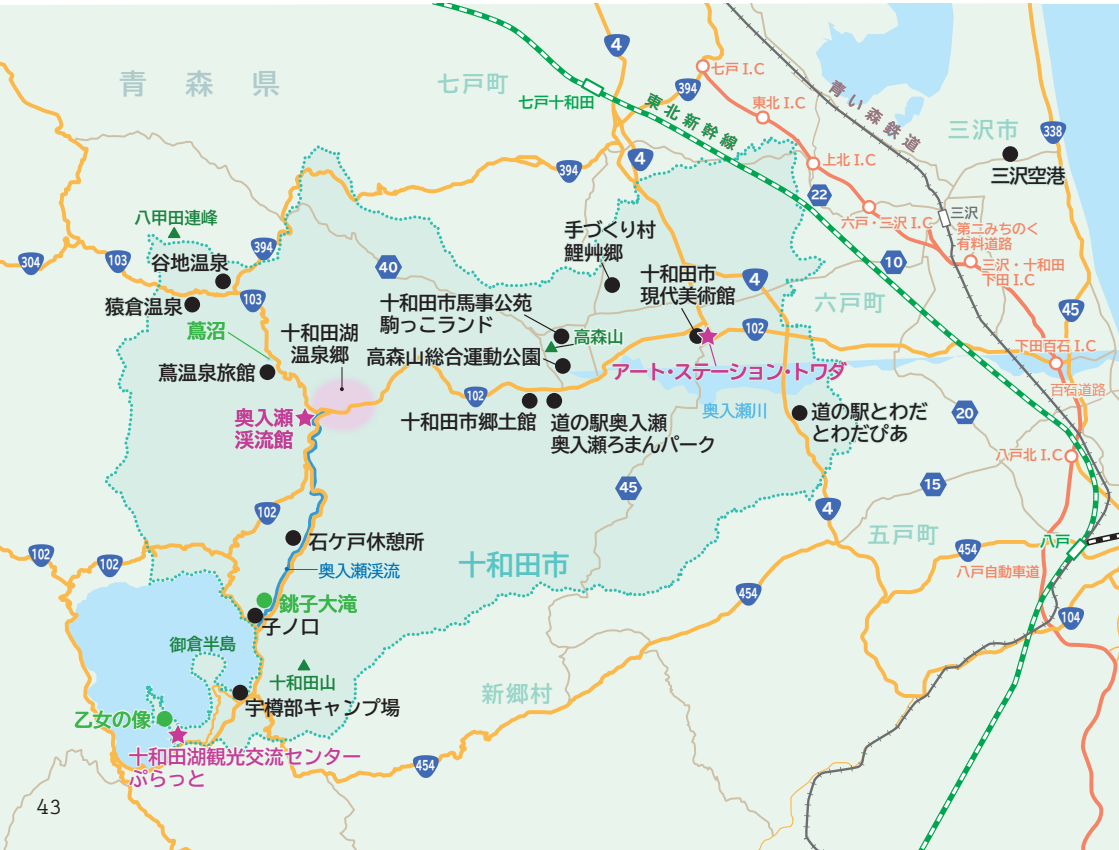 4
青森県
七戸町
七戸 I.C
394
七戸十和田
東北 I.C
東北新幹線
青い森鉄道
三沢市
338
4
394
上北 I.C
三沢空港
22
八甲田連峰
六戸・三沢 I.C
三沢
第二みちのく
有料道路
304
103
394
谷地温泉
40
手づくり村
鯉艸郷
10
三沢・十和田
下田 I.C
十和田市
現代美術館
4
猿倉温泉
103
十和田市馬事公苑
駒っこランド
六戸町
45
蔦沼
十和田湖
温泉郷
高森山
102
高森山総合運動公園
下田百石 I.C
蔦温泉旅館
アート・ステーション・トワダ
百石道路
102
奥入瀬川
奥入瀬
渓流館
十和田市郷土館
道の駅奥入瀬
奥入瀬ろまんパーク
道の駅とわだ
とわだぴあ
20
八戸北 I.C
45
15
102
4
石ケ戸休憩所
五戸町
八戸
102
102
奥入瀬渓流
十和田市
454
八戸自動車道
454
銚子大滝
子ノ口
104
御倉半島
十和田山
新郷村
宇樽部キャンプ場
乙女の像
十和田湖観光交流センター
ぷらっと
454
43